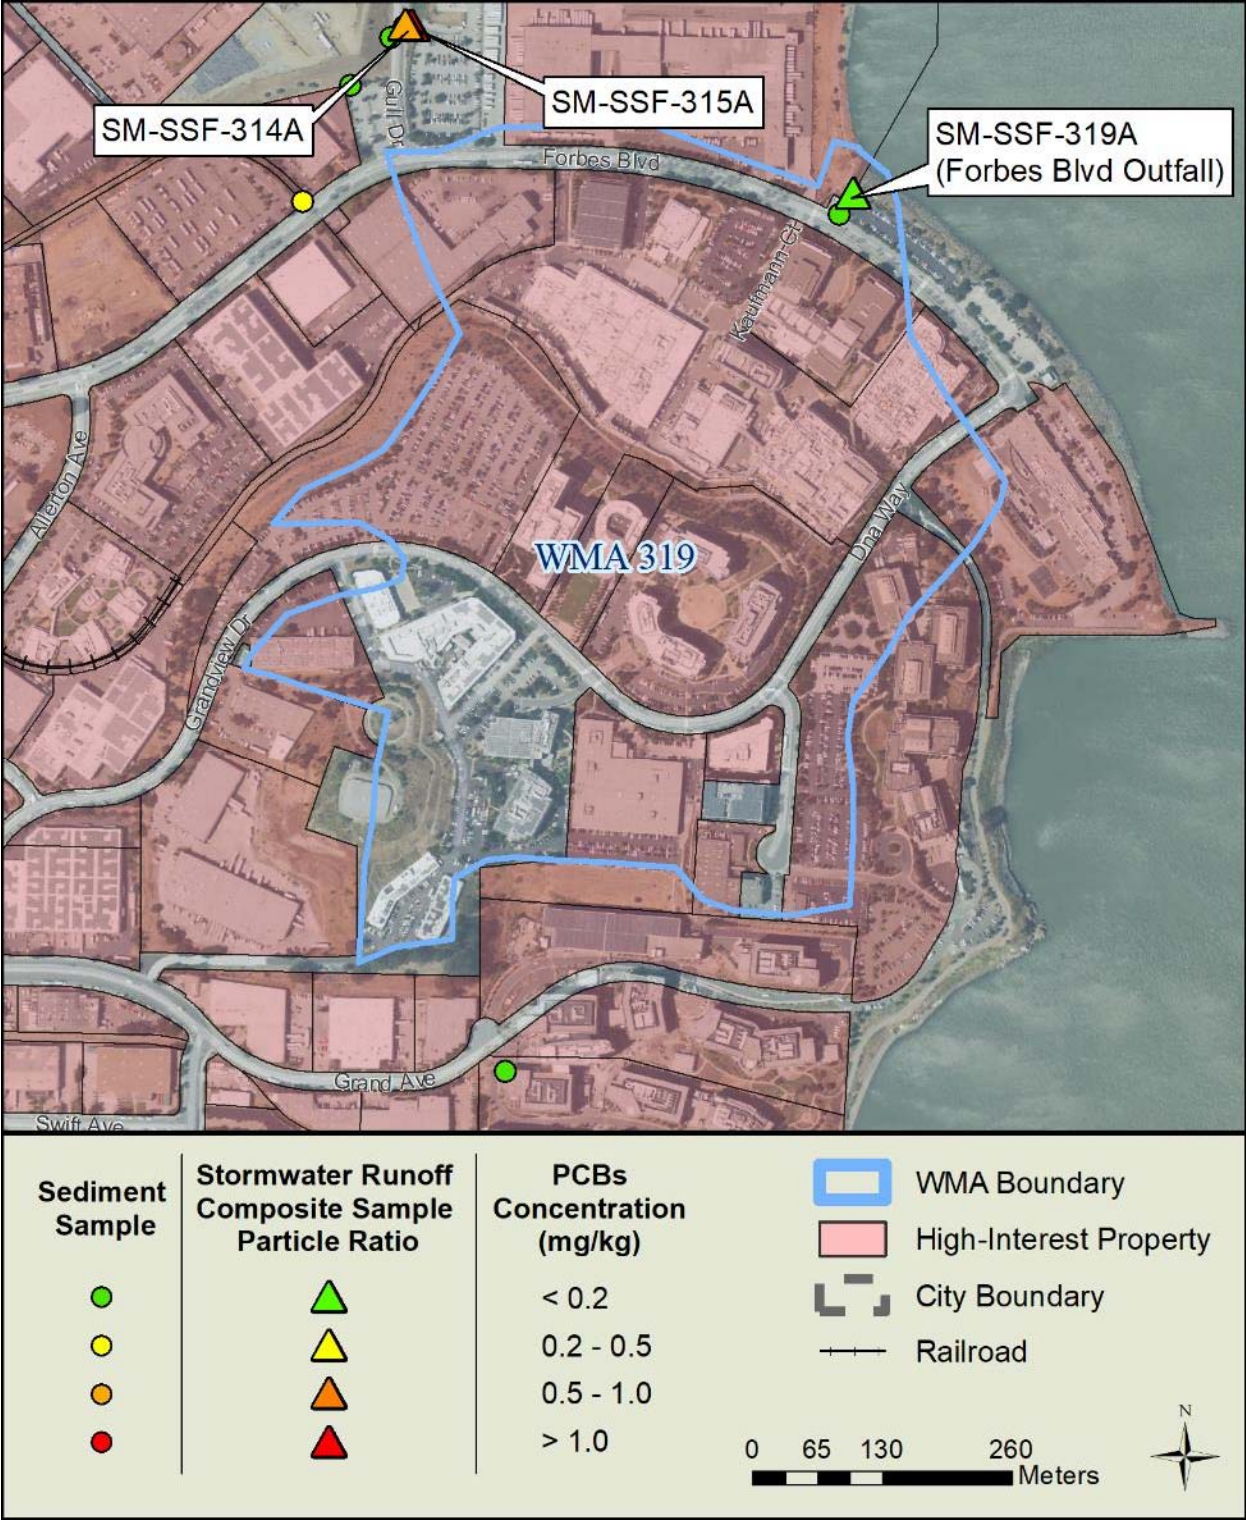 SM-SSF-314A
SM-SSF-315A
SM-SSF-319A
(Forbes Blvd Outfall)
Gull Dr
Forbes Blvd
Kaufmann Ct
Allerton Ave
Dna Way
WMA 319
Grandview Dr
Grand Ave
Swift Ave
Sediment
Sample
Stormwater Runoff
Composite Sample
Particle Ratio
PCBs
Concentration
(mg/kg)
< 0.2
0.2 - 0.5
0.5 - 1.0
> 1.0
WMA Boundary
High-Interest Property
City Boundary
Railroad
N
0 65 130 260
Meters